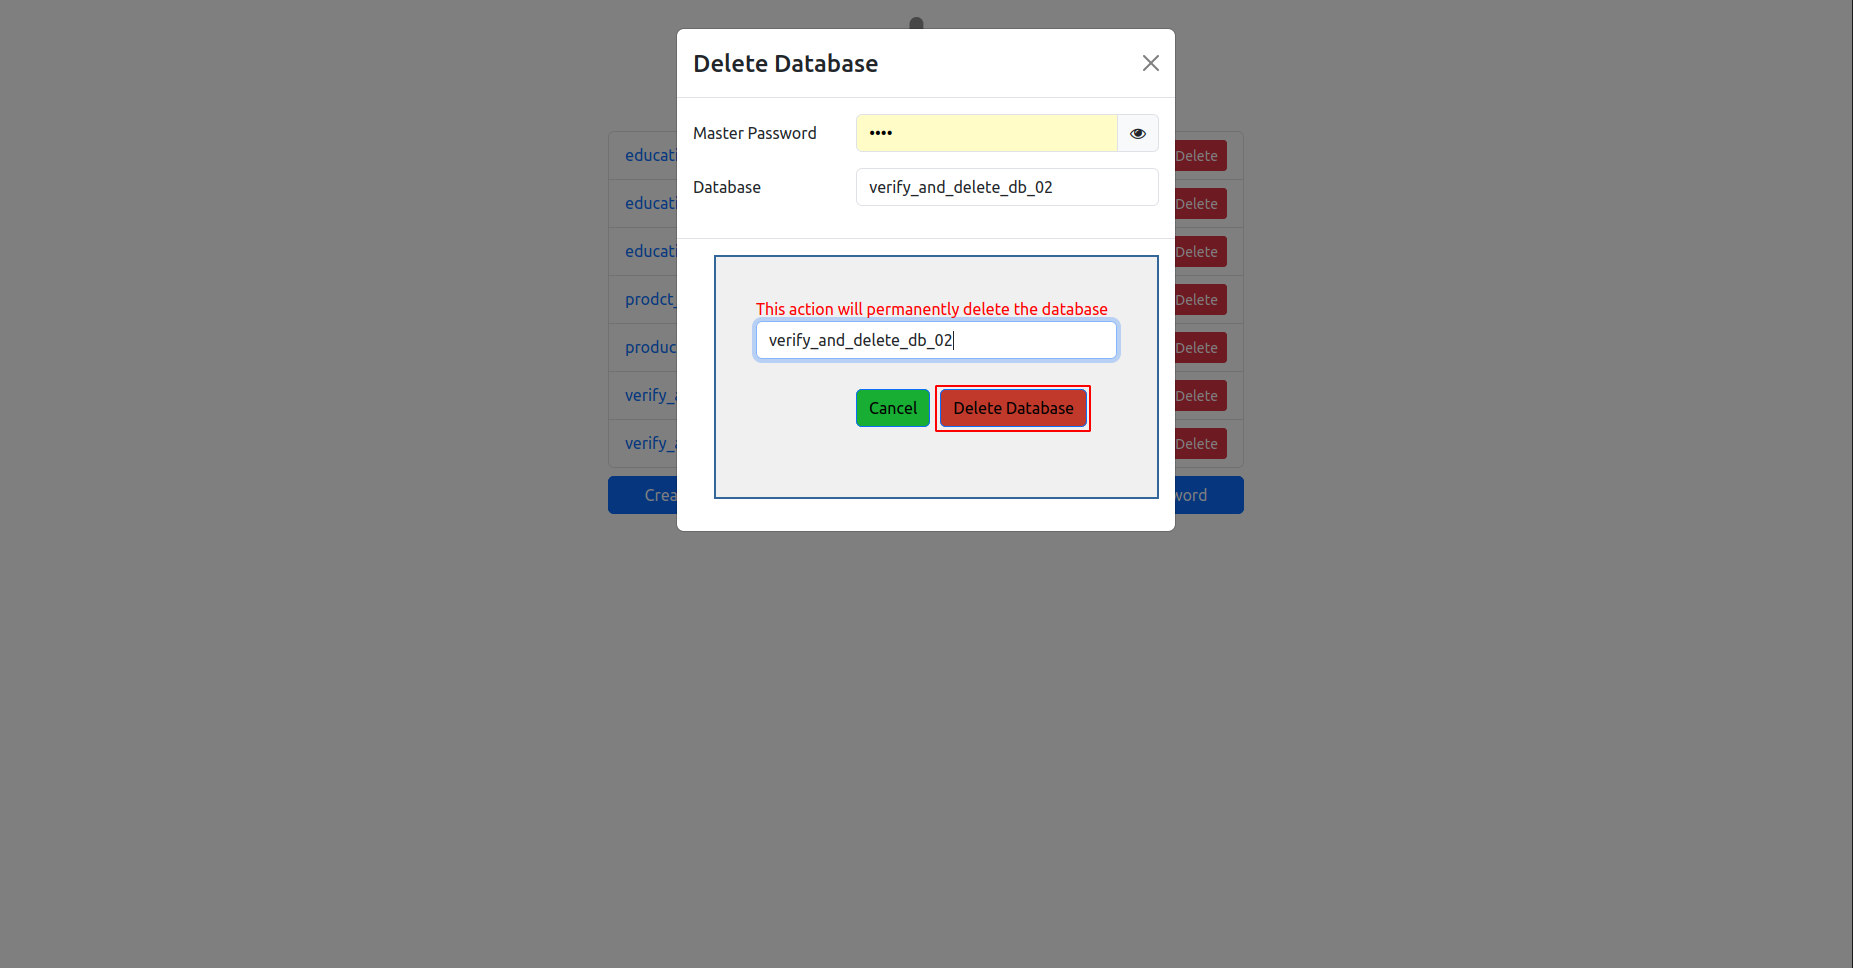 Delete Database
Master Password ••••
Database verify_and_delete_db_02
This action will permanently delete the database
verify_and_delete_db_02
Cancel Delete Database
educati Delete
educati Delete
educati Delete
prodct_ Delete
produc Delete
verify_ Delete
verify_ Delete
Crea word